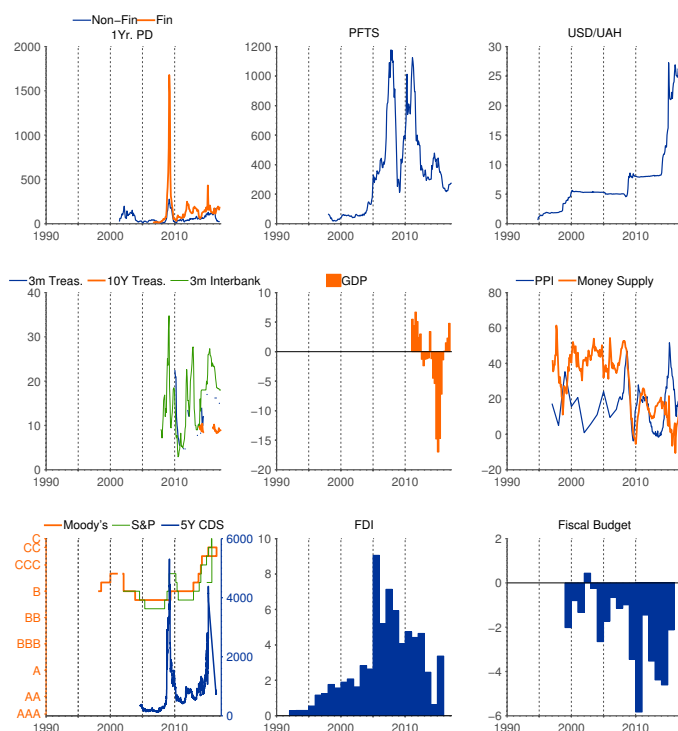 Non−Fin Fin
1Yr. PD
2000
1500
1000
500
0
1990 2000 2010
PFTS
1200
1000
800
600
400
200
0
1990 2000 2010
USD/UAH
30
25
20
15
10
5
0
1990 2000 2010
3m Treas. 10Y Treas. 3m Interbank
40
30
20
10
0
1990 2000 2010
GDP
10
5
0
−5
−10
−15
−20
1990 2000 2010
PPI Money Supply
80
60
40
20
0
−20
1990 2000 2010
Moody's S&P 5Y CDS
C
CC
CCC
B
BB
BBB
A
AA
AAA
6000
4000
2000
0
1990 2000 2010
FDI
10
8
6
4
2
0
1990 2000 2010
Fiscal Budget
2
0
−2
−4
−6
1990 2000 2010